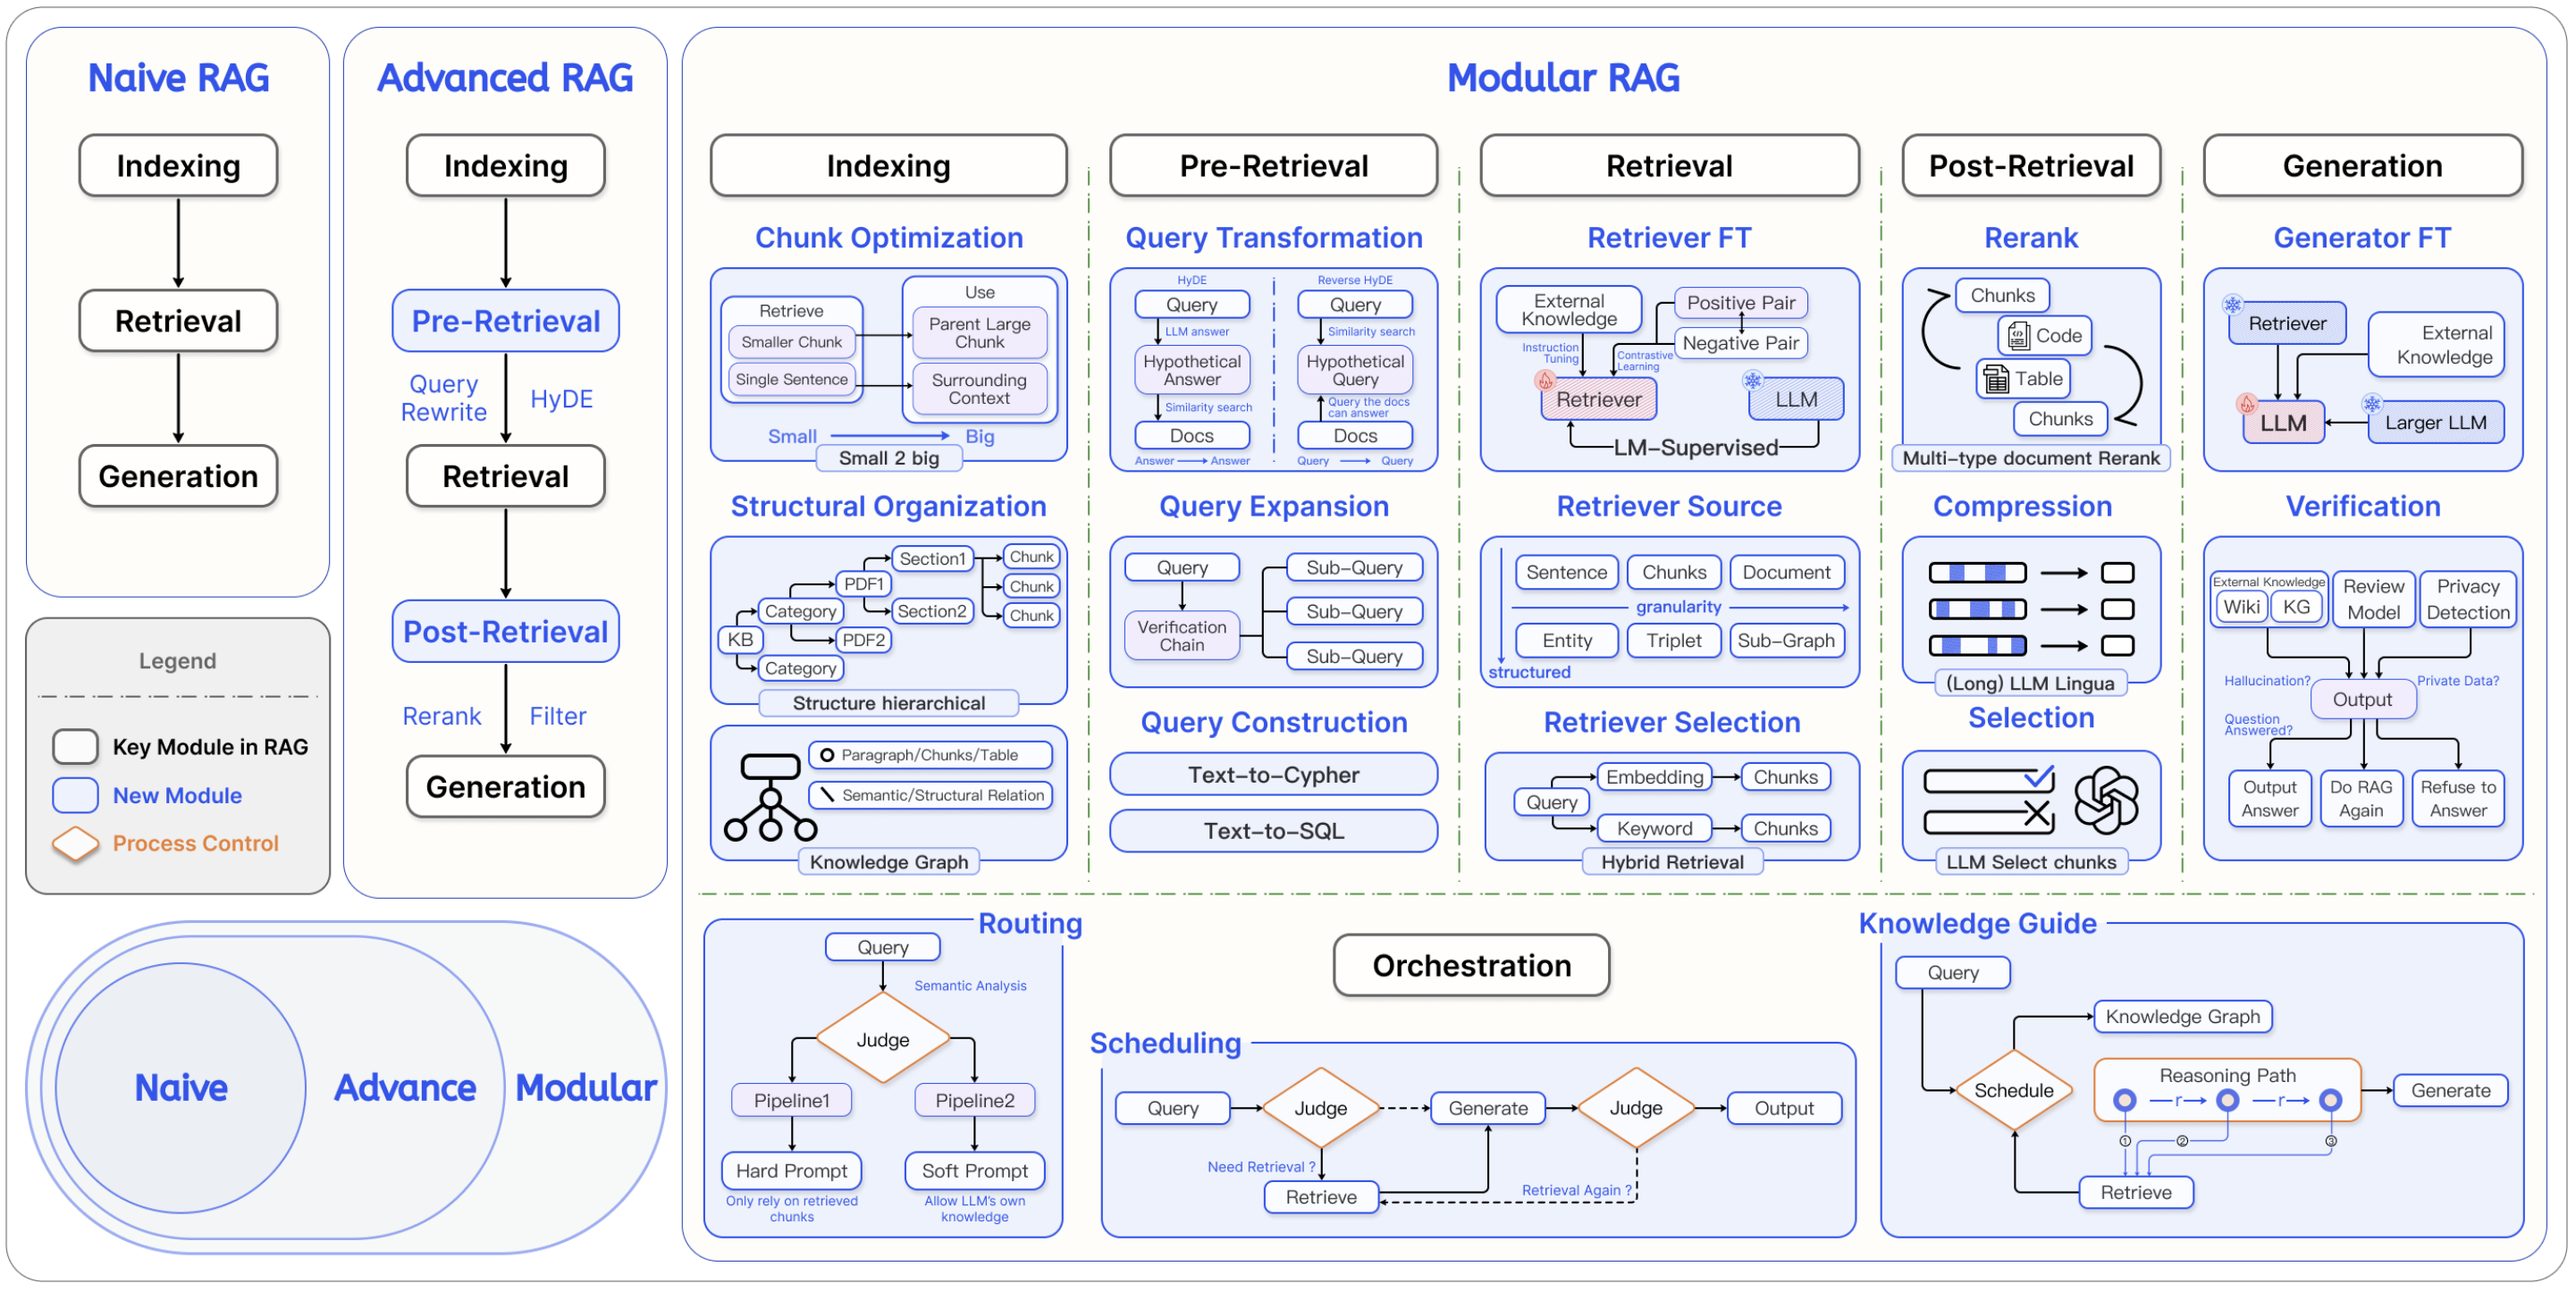 Naive RAG
Indexing
Retrieval
Generation
Legend
Key Module in RAG
New Module
Process Control
Advanced RAG
Indexing
Pre-Retrieval
Query
Rewrite
HyDE
Retrieval
Post-Retrieval
Rerank
Filter
Generation
Naive
Advance
Modular
Modular RAG
Indexing
Chunk Optimization
Retrieve
Smaller Chunk
Single Sentence
Use
Parent Large
Chunk
Surrounding
Context
Small
Big
Small 2 big
Structural Organization
KB
Category
Category
PDF1
PDF2
Section1
Section2
Chunk
Chunk
Chunk
Structure hierarchical
Paragraph/Chunks/Table
Semantic/Structural Relation
Knowledge Graph
Pre-Retrieval
Query Transformation
HyDE
Query
LLM answer
Hypothetical
Answer
Similarity search
Docs
Answer
Answer
Reverse HyDE
Query
Similarity search
Hypothetical
Query
Query the docs
can answer
Docs
Query
Query
Query Expansion
Query
Verification
Chain
Sub-Query
Sub-Query
Sub-Query
Query Construction
Text-to-Cypher
Text-to-SQL
Retrieval
Retriever FT
External
Knowledge
Positive Pair
Negative Pair
Instruction
Tuning
Contrastive
Learning
Retriever
LLM
LM-Supervised
Retriever Source
Sentence
Chunks
Document
granularity
Entity
Triplet
Sub-Graph
structured
Retriever Selection
Query
Embedding
Chunks
Keyword
Chunks
Hybrid Retrieval
Post-Retrieval
Rerank
Chunks
Code
Table
Chunks
Multi-type document Rerank
Compression
(Long) LLM Lingua
Selection
LLM Select chunks
Generation
Generator FT
Retriever
External
Knowledge
LLM
Larger LLM
Verification
External Knowledge
Wiki
KG
Review
Model
Privacy
Detection
Hallucination?
Output
Private Data?
Question
Answered?
Output
Answer
Do RAG
Again
Refuse to
Answer
Routing
Query
Semantic Analysis
Judge
Pipeline1
Pipeline2
Hard Prompt
Soft Prompt
Only rely on retrieved
chunks
Allow LLM's own
knowledge
Orchestration
Scheduling
Query
Judge
Generate
Judge
Output
Need Retrieval ?
Retrieve
Retrieval Again ?
Knowledge Guide
Query
Knowledge Graph
Schedule
Reasoning Path
r
r
Generate
①
②
③
Retrieve